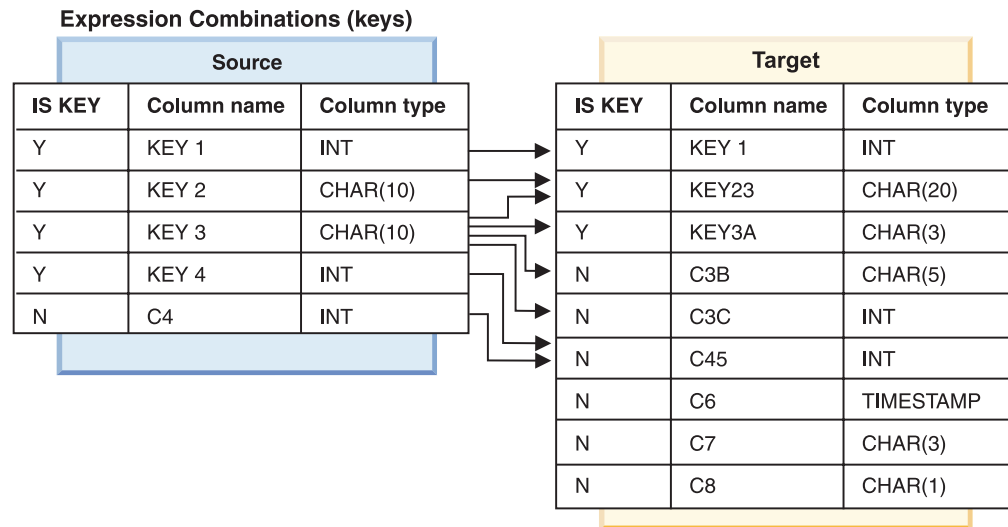 Expression Combinations (keys)
Source
IS KEY Column name Column type
Y KEY 1 INT
Y KEY 2 CHAR(10)
Y KEY 3 CHAR(10)
Y KEY 4 INT
N C4 INT
Target
IS KEY Column name Column type
Y KEY 1 INT
Y KEY23 CHAR(20)
Y KEY3A CHAR(3)
N C3B CHAR(5)
N C3C INT
N C45 INT
N C6 TIMESTAMP
N C7 CHAR(3)
N C8 CHAR(1)